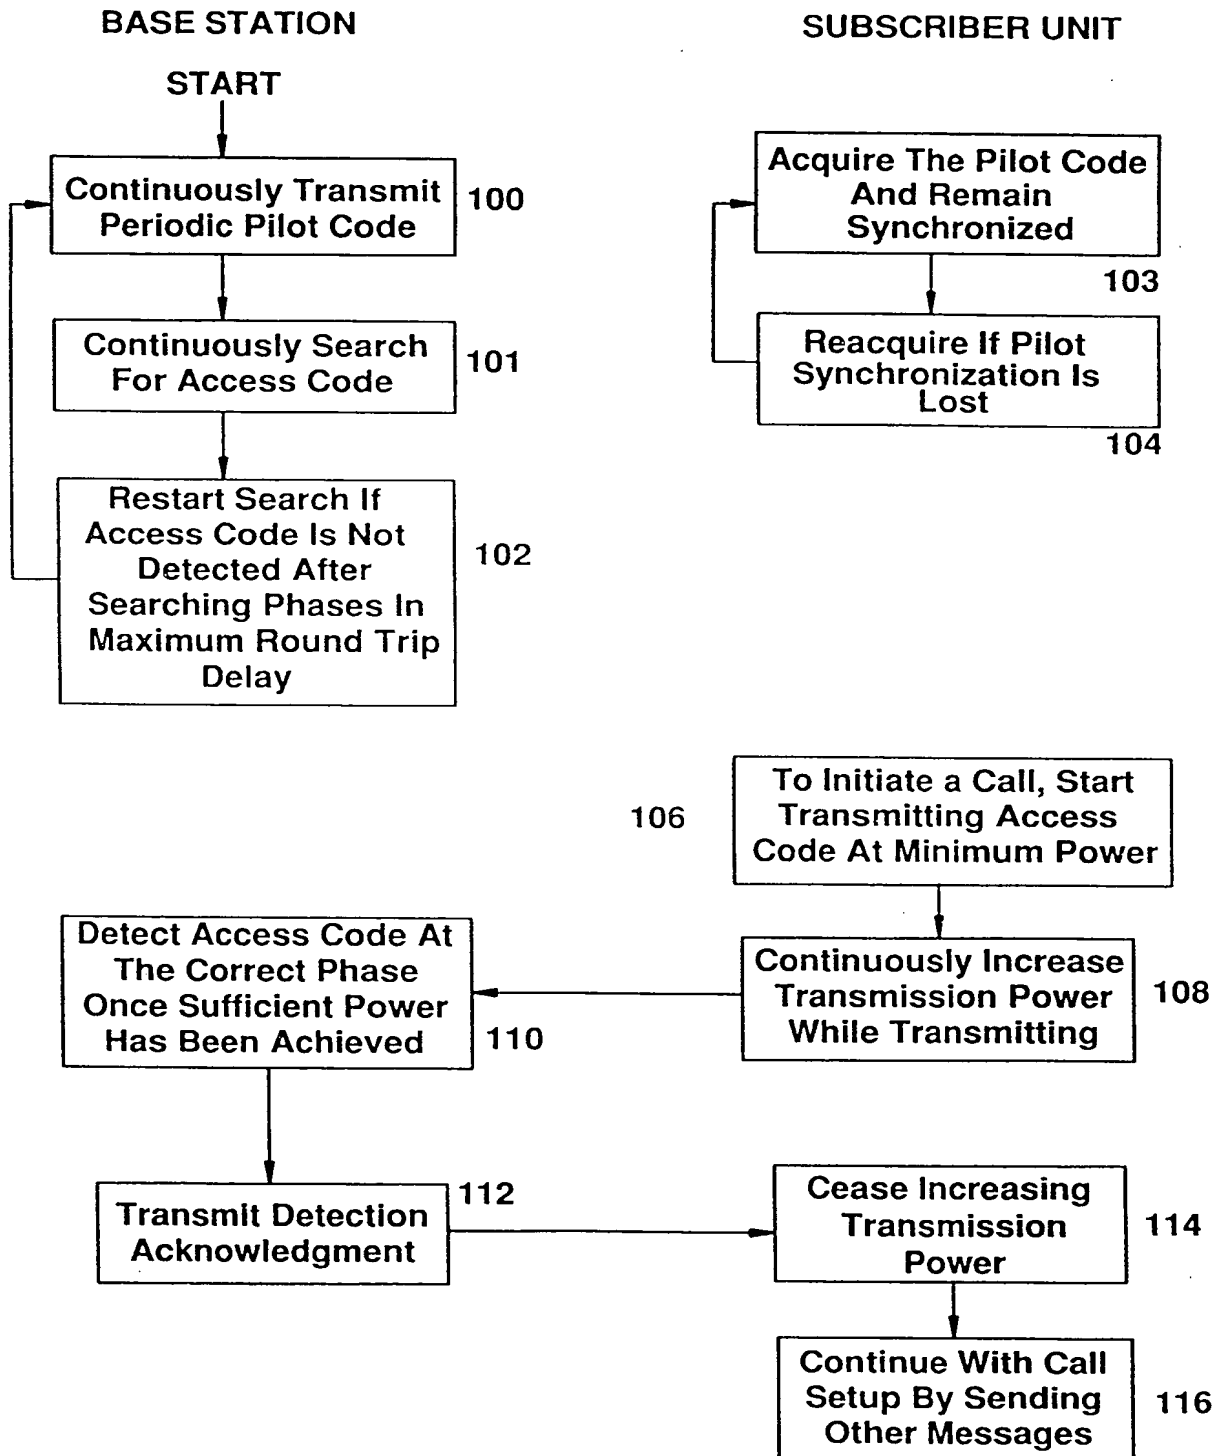 BASE STATION
SUBSCRIBER UNIT
START
Continuously Transmit
Periodic Pilot Code
100
Continuously Search
For Access Code
101
Restart Search If
Access Code Is Not
Detected After
Searching Phases In
Maximum Round Trip
Delay
102
Acquire The Pilot Code
And Remain
Synchronized
103
Reacquire If Pilot
Synchronization Is
Lost
104
106
To Initiate a Call, Start
Transmitting Access
Code At Minimum Power
Continuously Increase
Transmission Power
While Transmitting
108
Detect Access Code At
The Correct Phase
Once Sufficient Power
Has Been Achieved
110
Transmit Detection
Acknowledgment
112
Cease Increasing
Transmission
Power
114
Continue With Call
Setup By Sending
Other Messages
116